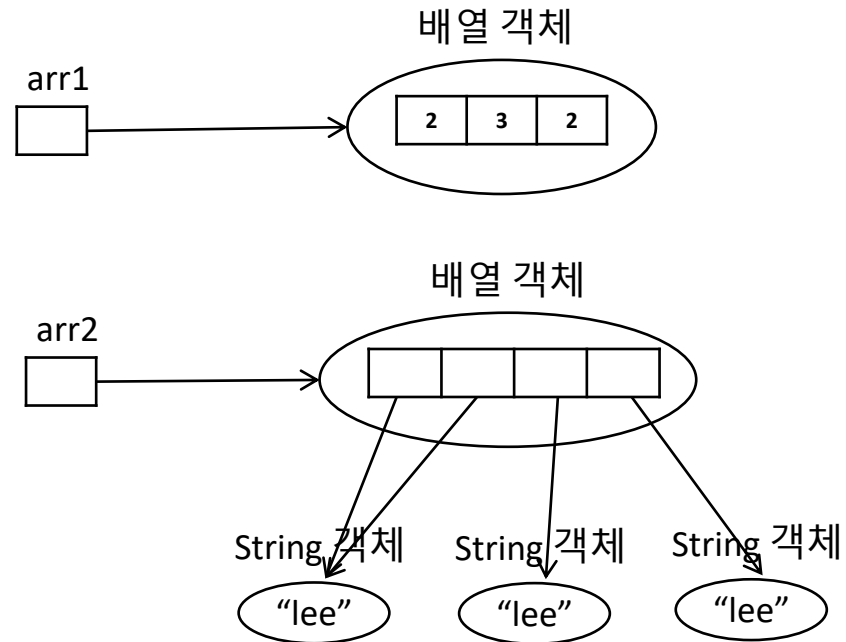 배열 객체
arr1
2 3 2
배열 객체
arr2
String 객체 String 객체 String 객체
“lee” “lee” “lee”